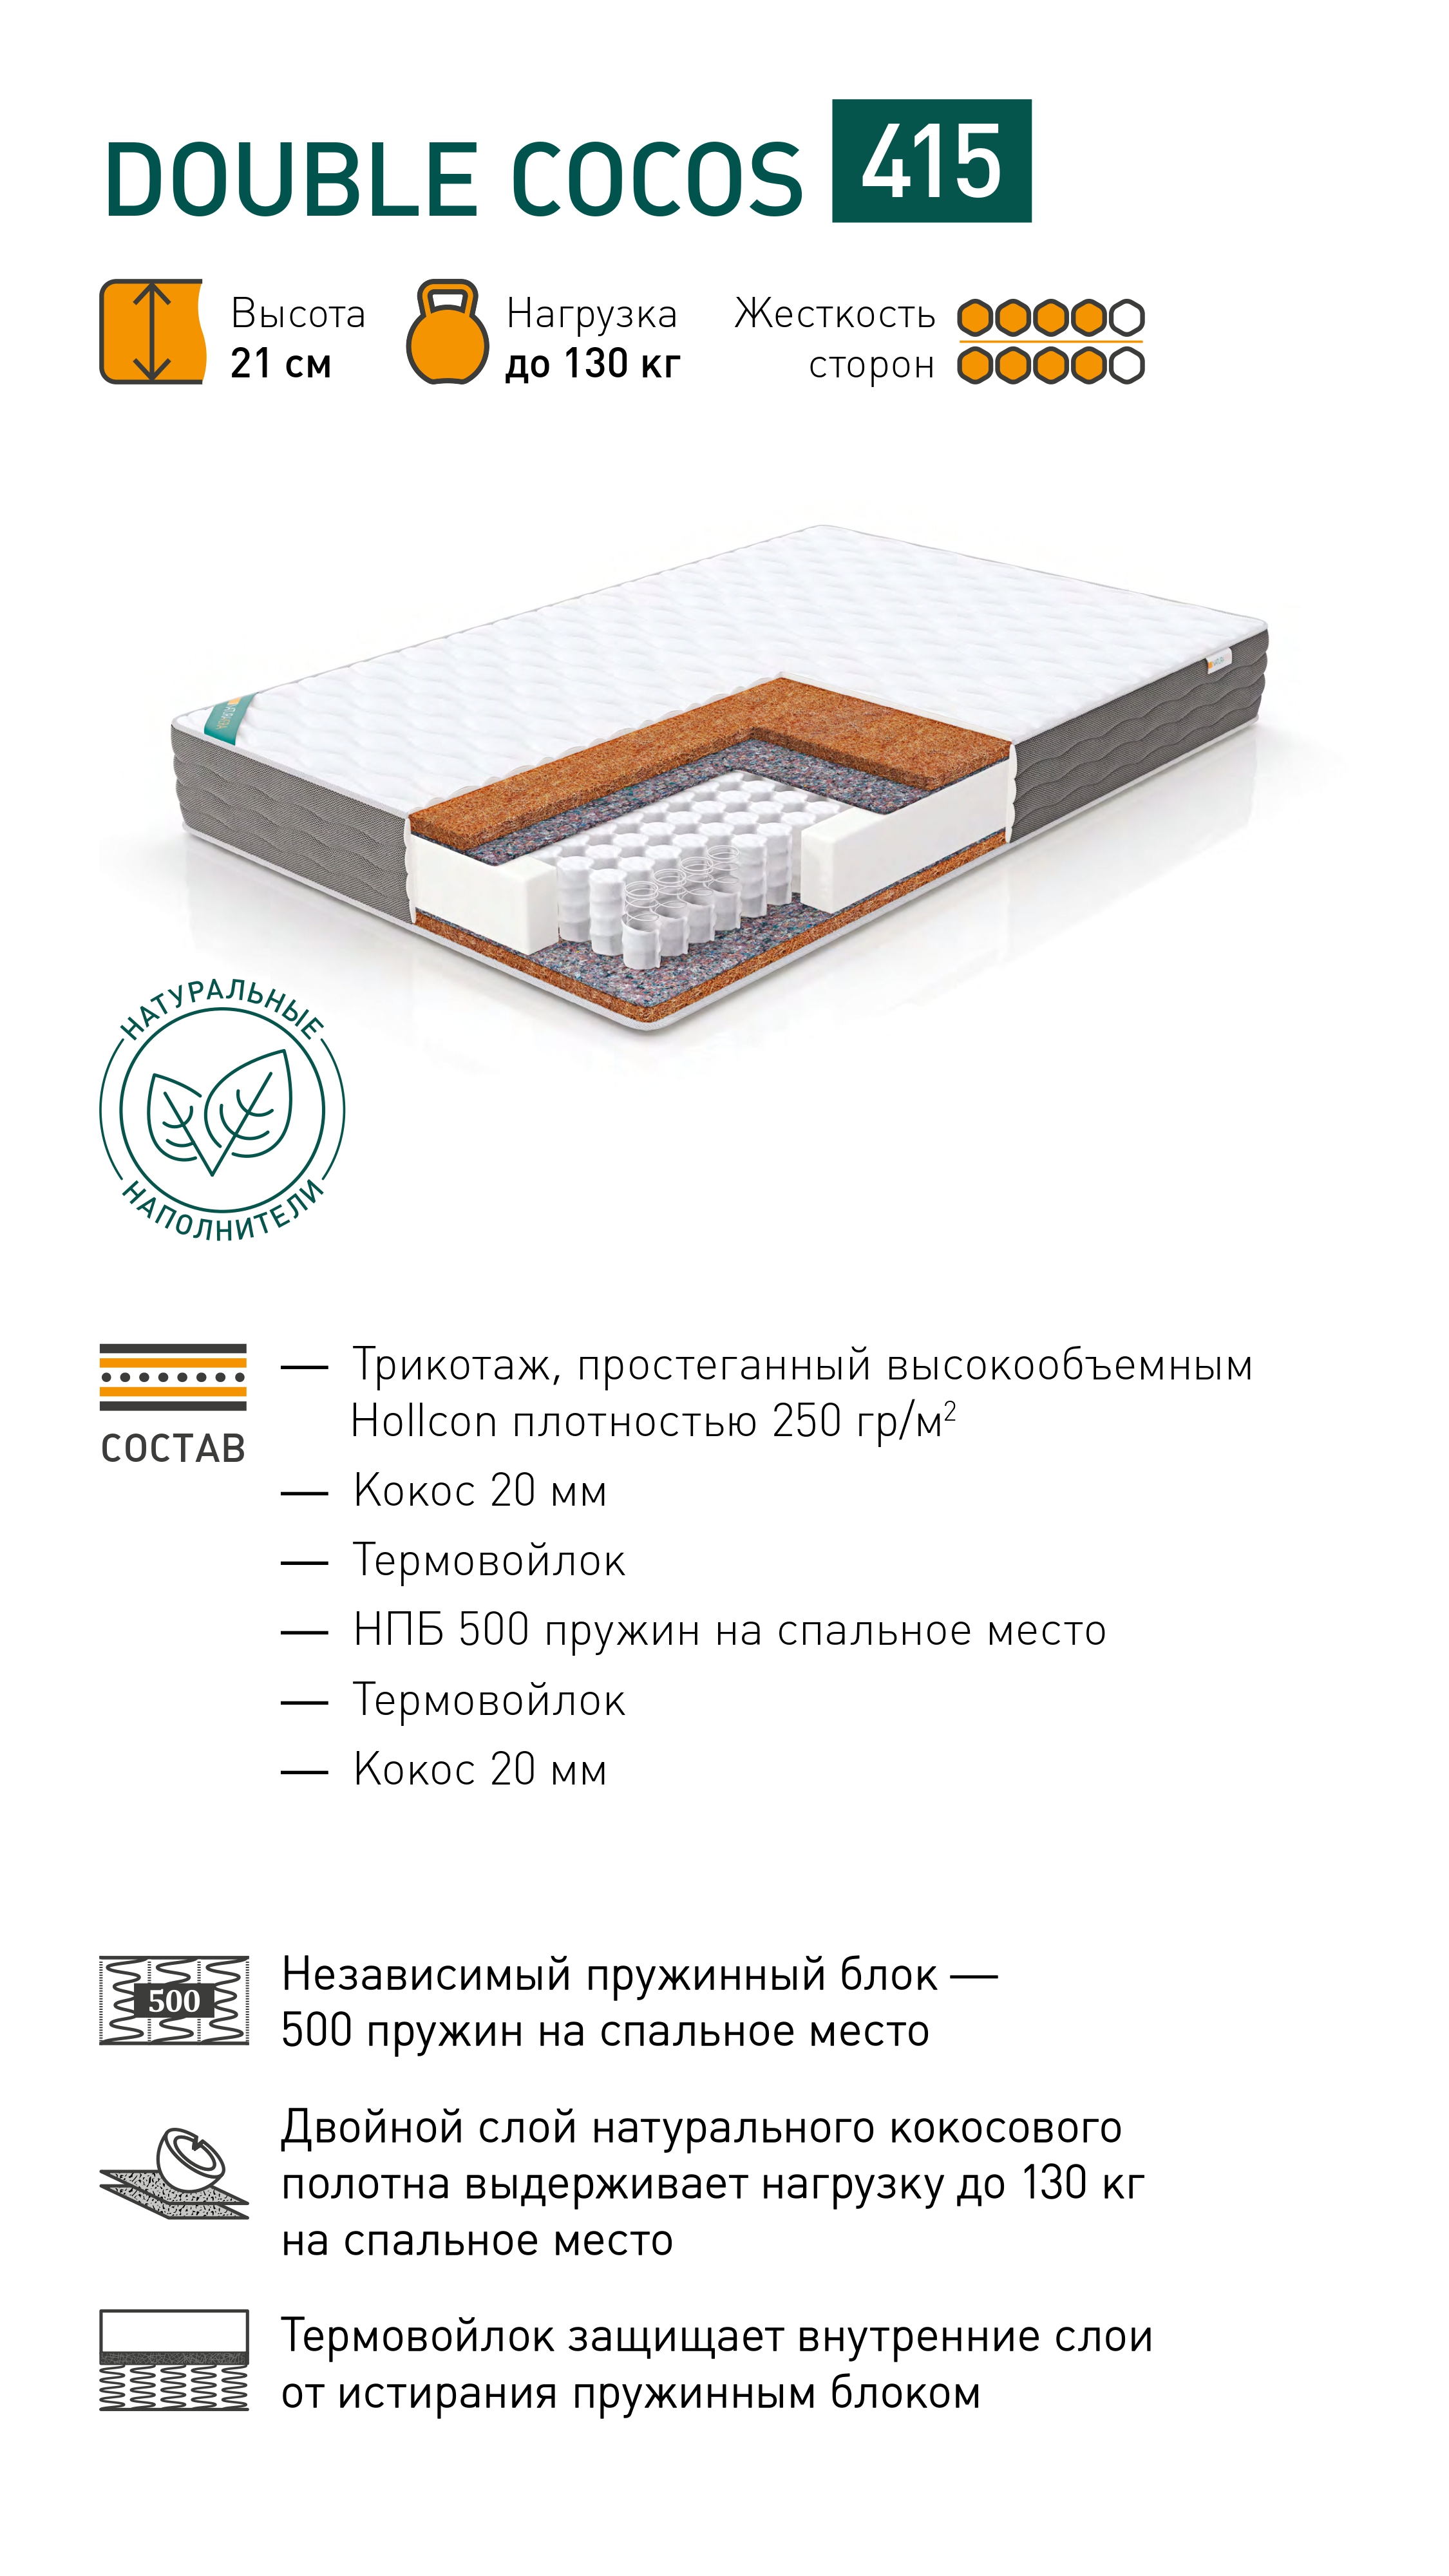 DOUBLE COCOS 415
Высота
21 см
Нагрузка
до 130 кг
Жесткость
сторон
НАТУРАЛЬНЫЕ
НАПОЛНИТЕЛИ
СОСТАВ
— Трикотаж, простеганный высокообъемным
Hollcon плотностью 250 гр/м²
— Кокос 20 мм
— Термовойлок
— НПБ 500 пружин на спальное место
— Термовойлок
— Кокос 20 мм
500
Независимый пружинный блок —
500 пружин на спальное место
Двойной слой натурального кокосового
полотна выдерживает нагрузку до 130 кг
на спальное место
Термовойлок защищает внутренние слои
от истирания пружинным блоком